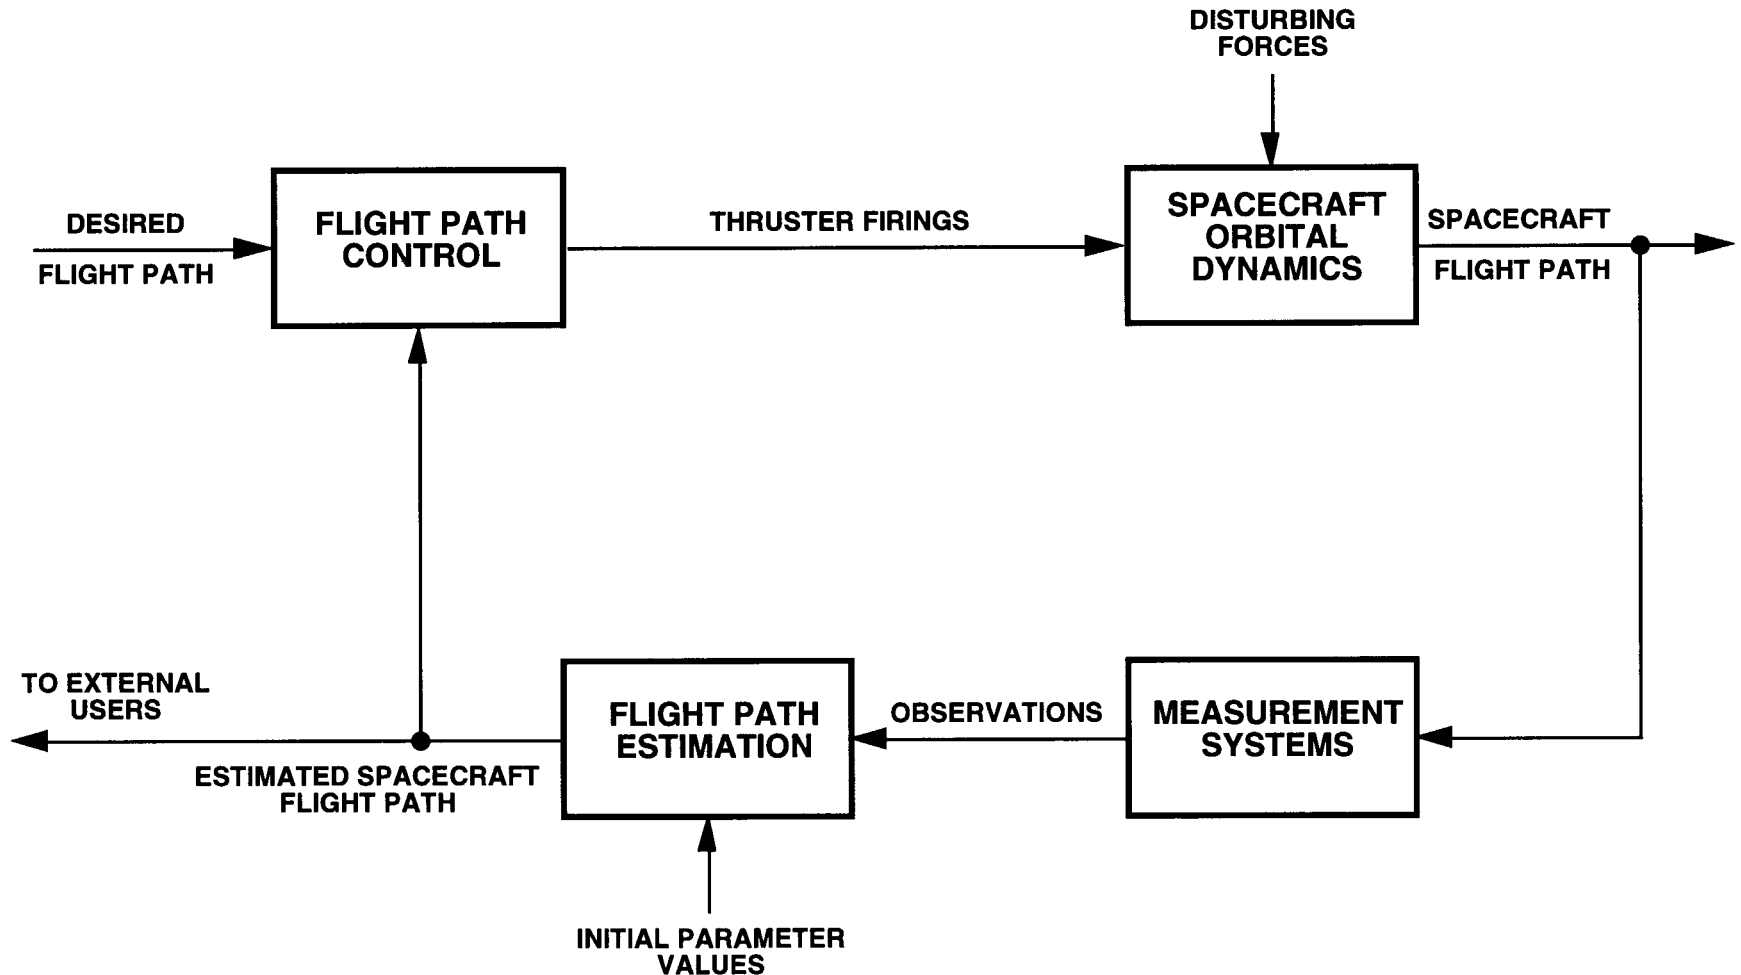 DISTURBING
FORCES
DESIRED
FLIGHT PATH
FLIGHT PATH
CONTROL
THRUSTER FIRINGS
SPACECRAFT
ORBITAL
DYNAMICS
SPACECRAFT
FLIGHT PATH
TO EXTERNAL
USERS
ESTIMATED SPACECRAFT
FLIGHT PATH
FLIGHT PATH
ESTIMATION
OBSERVATIONS
MEASUREMENT
SYSTEMS
INITIAL PARAMETER
VALUES